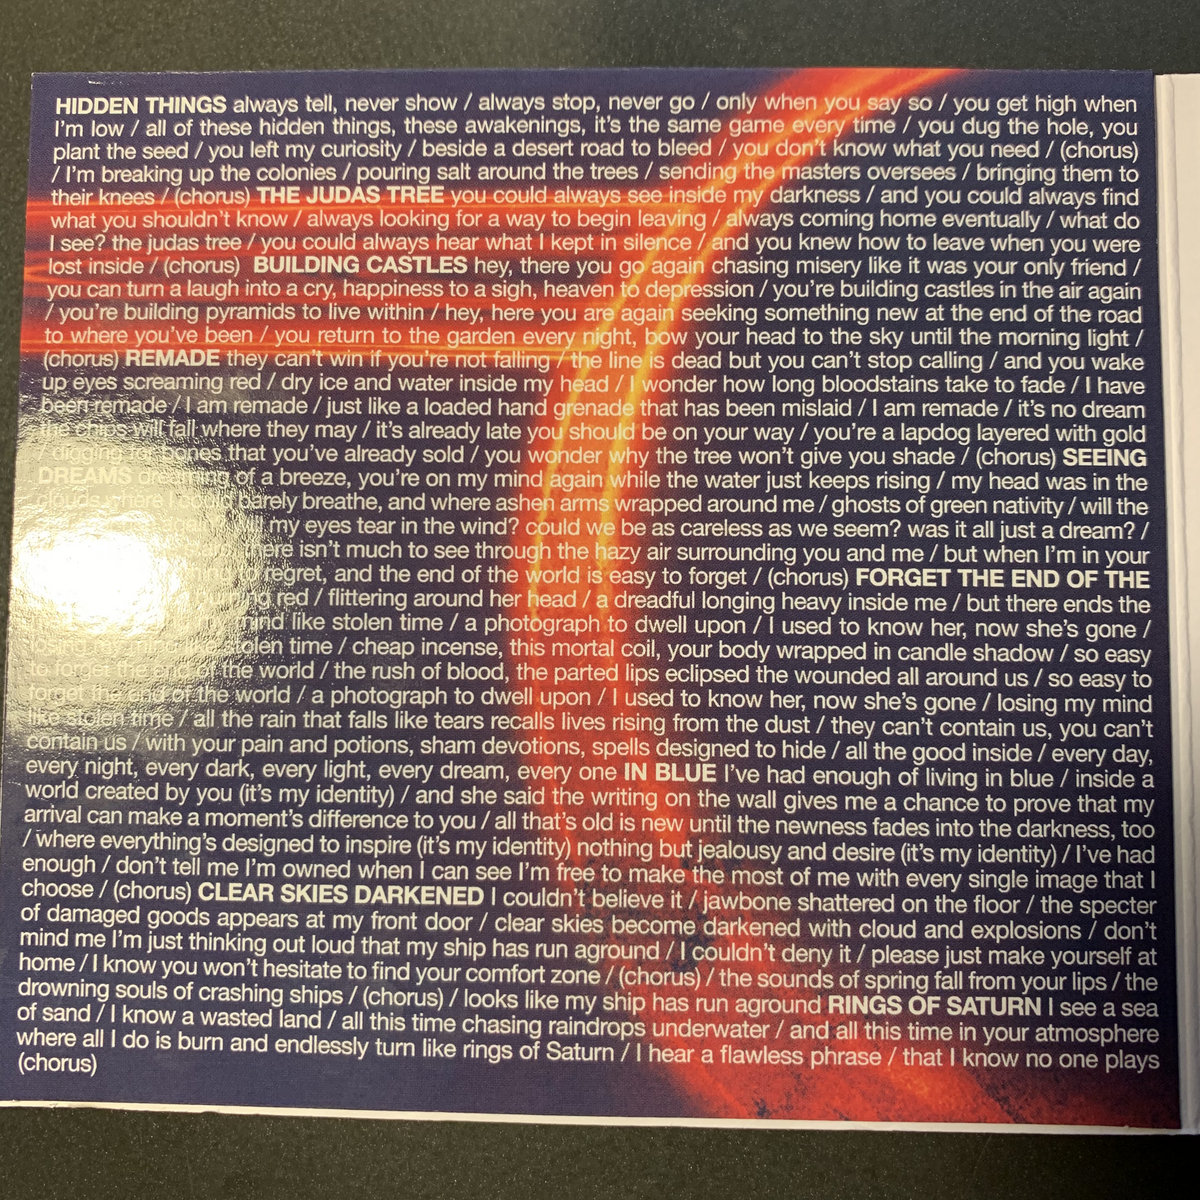 HIDDEN THINGS always tell, never show / always stop, never go / only when you say so / you get high when
I'm low / all of these hidden things, these awakenings, it's the same game every time / you dug the hole, you
plant the seed / you left my curiosity / beside a desert road to bleed / you don't know what you need / (chorus)
/ I'm breaking up the colonies / pouring salt around the trees / sending the masters oversees / bringing them to
their knees / (chorus) THE JUDAS TREE you could always see inside my darkness / and you could always find
what you shouldn't know / always looking for a way to begin leaving / always coming home eventually / what do
I see? the judas tree / you could always hear what I kept in silence / and you knew how to leave when you were
lost inside / (chorus) BUILDING CASTLES hey, there you go again chasing misery like it was your only friend /
you can turn a laugh into a cry, happiness to a sigh, heaven to depression / you're building castles in the air again
/ you're building pyramids to live within / hey, here you are again seeking something new at the end of the road
to where you've been / you return to the garden every night, bow your head to the sky until the morning light /
(chorus) REMADE they can't win if you're not falling / the line is dead but you can't stop calling / and you wake
up eyes screaming red / dry ice and water inside my head / I wonder how long bloodstains take to fade / I have
been remade / I am remade / just like a loaded hand grenade that has been mislaid / I am remade / it's no dream
the chips will fall where they may / it's already late you should be on your way / you're a lapdog layered with gold
/ digging for bones that you've already sold / you wonder why the tree won't give you shade / (chorus) SEEING
DREAMS dreaming of a breeze, you're on my mind again while the water just keeps rising / my head was in the
clouds where I could barely breathe, and where ashen arms wrapped around me / ghosts of green nativity / will the
my eyes tear in the wind? could we be as careless as we seem? was it all just a dream? /
there isn't much to see through the hazy air surrounding you and me / but when I'm in your
to regret, and the end of the world is easy to forget / (chorus) FORGET THE END OF THE
burning red / flittering around her head / a dreadful longing heavy inside me / but there ends the
mind like stolen time / a photograph to dwell upon / I used to know her, now she's gone /
losing my mind like stolen time / cheap incense, this mortal coil, your body wrapped in candle shadow / so easy
to forget the end of the world / the rush of blood, the parted lips eclipsed the wounded all around us / so easy to
forget the end of the world / a photograph to dwell upon / I used to know her, now she's gone / losing my mind
like stolen time / all the rain that falls like tears recalls lives rising from the dust / they can't contain us, you can't
contain us / with your pain and potions, sham devotions, spells designed to hide / all the good inside / every day,
every night, every dark, every light, every dream, every one IN BLUE I've had enough of living in blue / inside a
world created by you (it's my identity) / and she said the writing on the wall gives me a chance to prove that my
arrival can make a moment's difference to you / all that's old is new until the newness fades into the darkness, too
/ where everything's designed to inspire (it's my identity) nothing but jealousy and desire (it's my identity) / I've had
enough / don't tell me I'm owned when I can see I'm free to make the most of me with every single image that I
choose / (chorus) CLEAR SKIES DARKENED I couldn't believe it / jawbone shattered on the floor / the specter
of damaged goods appears at my front door / clear skies become darkened with cloud and explosions / don't
mind me I'm just thinking out loud that my ship has run aground / I couldn't deny it / please just make yourself at
home / I know you won't hesitate to find your comfort zone / (chorus) / the sounds of spring fall from your lips / the
drowning souls of crashing ships / (chorus) / looks like my ship has run aground RINGS OF SATURN I see a sea
of sand / I know a wasted land / all this time chasing raindrops underwater / and all this time in your atmosphere
where all I do is burn and endlessly turn like rings of Saturn / I hear a flawless phrase / that I know no one plays
(chorus)